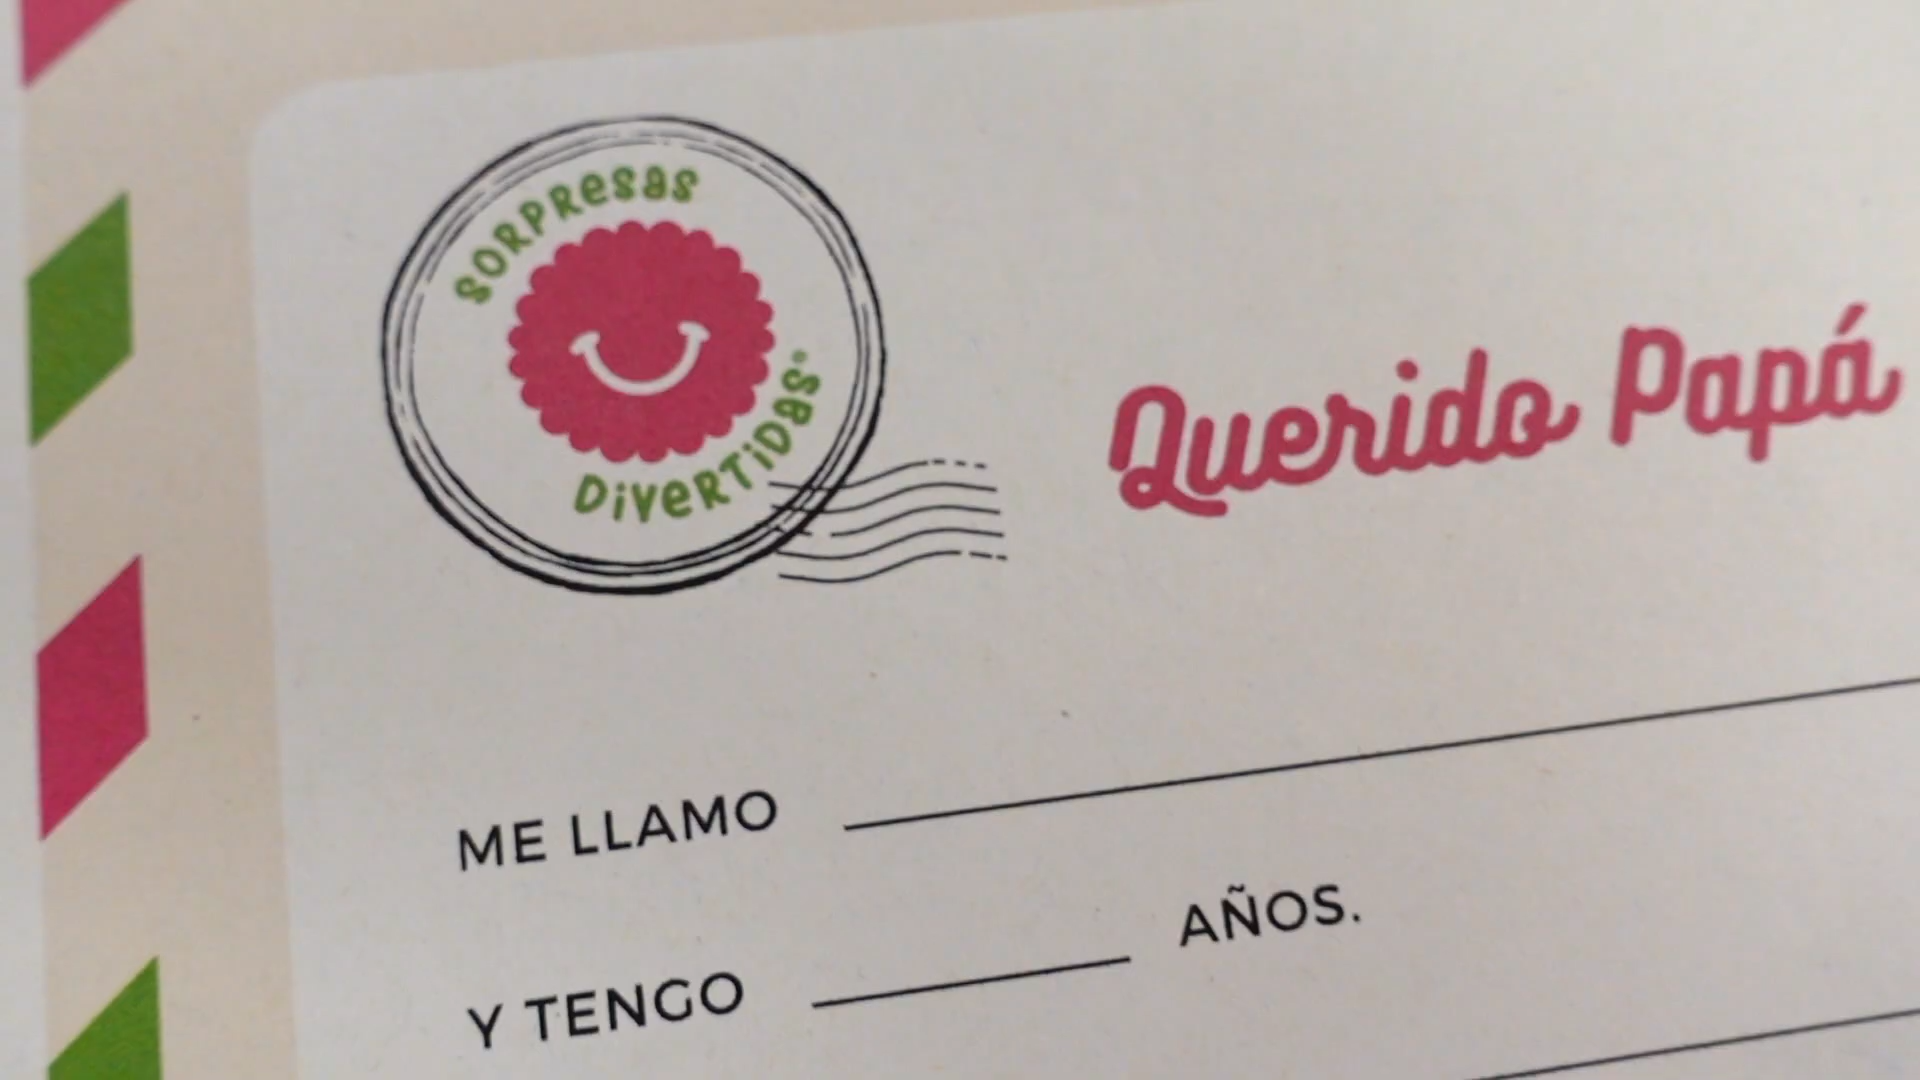 SORPRESAS
DIVERTIDAS®
Querido Papá
ME LLAMO
Y TENGO AÑOS.